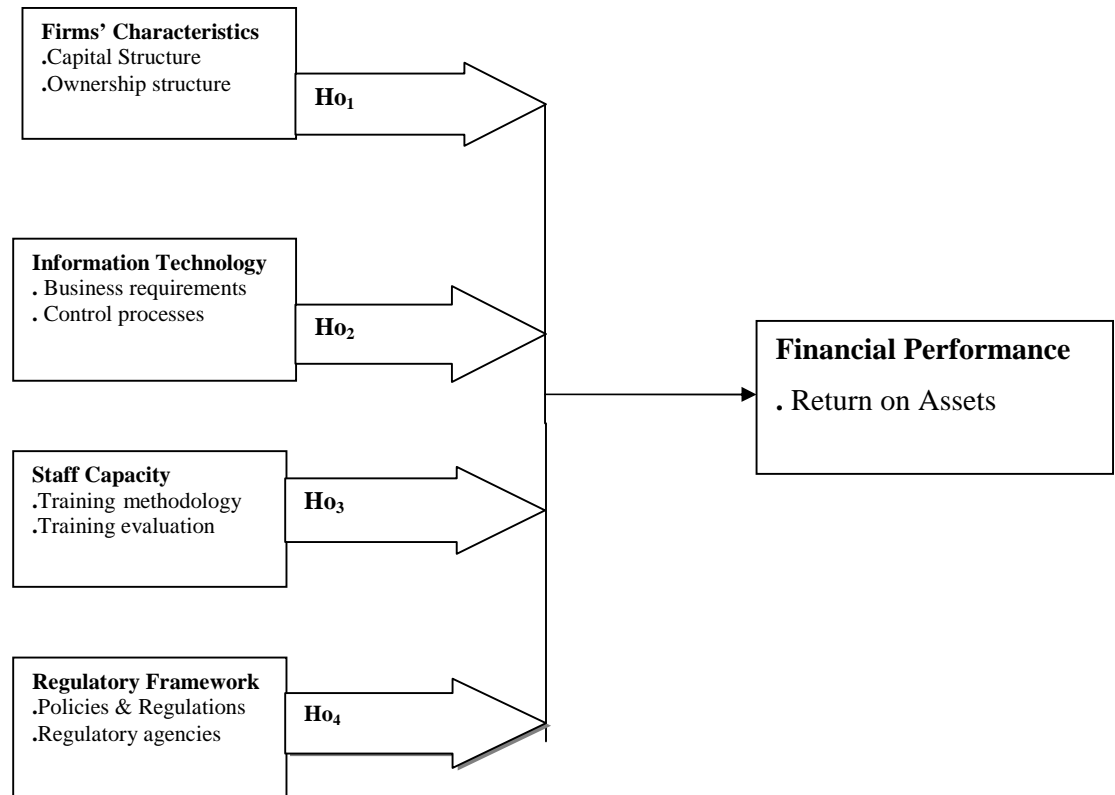 Firms’ Characteristics
.Capital Structure
.Ownership structure
Ho₁
Information Technology
. Business requirements
. Control processes
Ho₂
Financial Performance
. Return on Assets
Staff Capacity
.Training methodology
.Training evaluation
Ho₃
Regulatory Framework
.Policies & Regulations
.Regulatory agencies
Ho₄